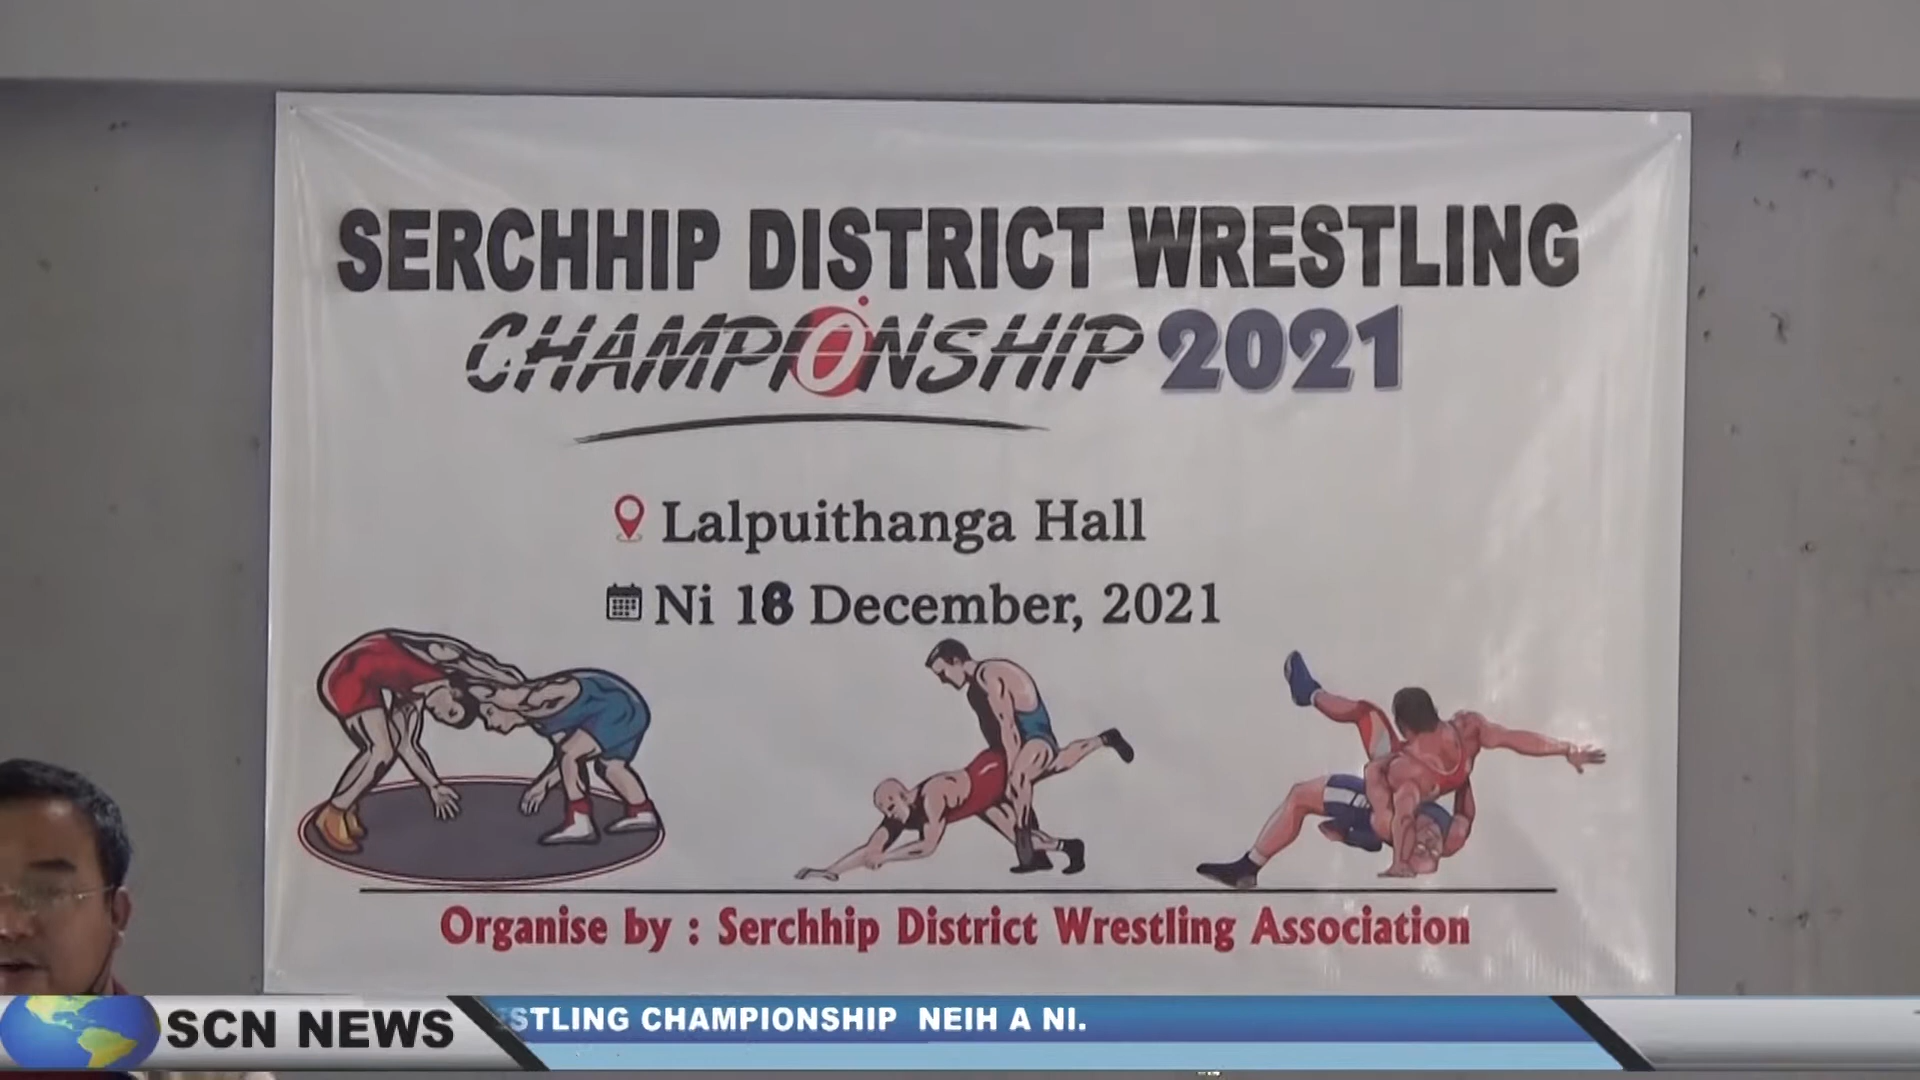 SERCHHIP DISTRICT WRESTLING
CHAMPIONSHIP 2021
Lalpuithanga Hall
Ni December, 2021
Organise by : Serchhip District Wrestling Association
SCN NEWS
STLING CHAMPIONSHIP NEIH A NI.